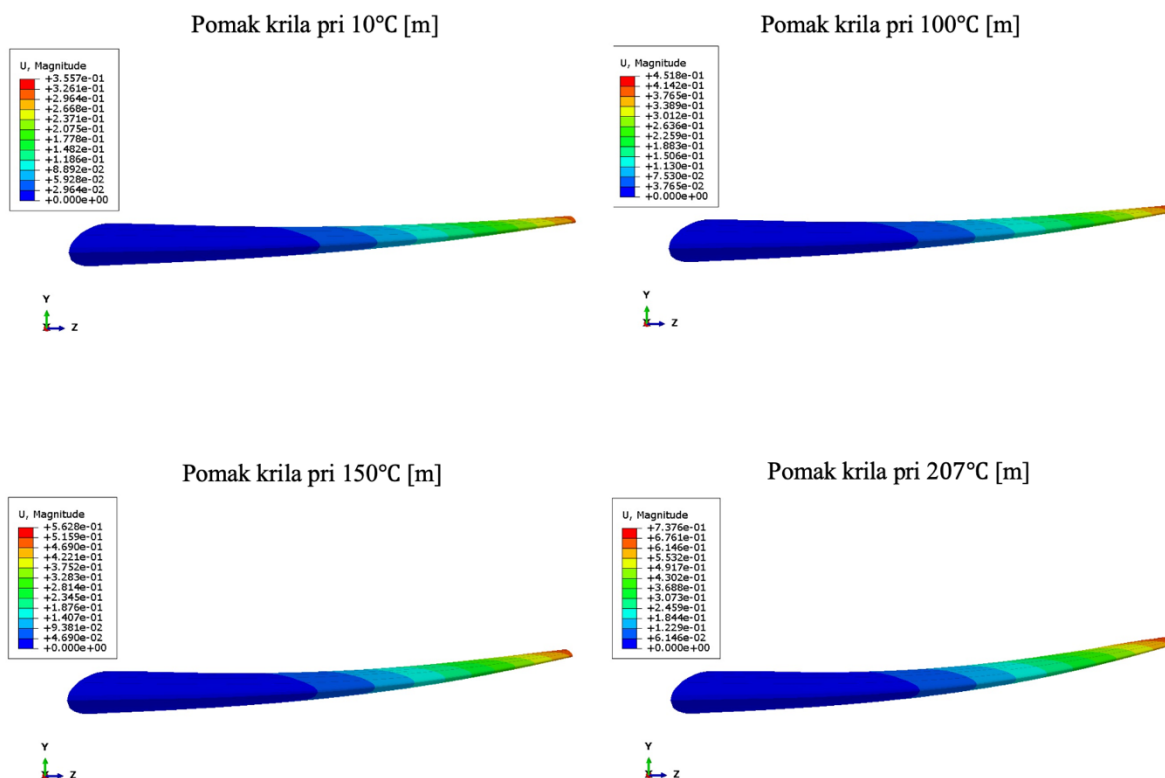 Pomak krila pri 10°C [m]
U, Magnitude
+3.557e-01
+3.261e-01
+2.964e-01
+2.668e-01
+2.371e-01
+2.075e-01
+1.778e-01
+1.482e-01
+1.186e-01
+8.892e-02
+5.928e-02
+2.964e-02
+0.000e+00
Y
Z
Pomak krila pri 100°C [m]
U, Magnitude
+4.518e-01
+4.142e-01
+3.765e-01
+3.389e-01
+3.012e-01
+2.636e-01
+2.259e-01
+1.883e-01
+1.506e-01
+1.130e-01
+7.530e-02
+3.765e-02
+0.000e+00
Y
Z
Pomak krila pri 150°C [m]
U, Magnitude
+5.628e-01
+5.159e-01
+4.690e-01
+4.221e-01
+3.752e-01
+3.283e-01
+2.814e-01
+2.345e-01
+1.876e-01
+1.407e-01
+9.381e-02
+4.690e-02
+0.000e+00
Y
Z
Pomak krila pri 207°C [m]
U, Magnitude
+7.376e-01
+6.761e-01
+6.146e-01
+5.532e-01
+4.917e-01
+4.302e-01
+3.688e-01
+3.073e-01
+2.459e-01
+1.844e-01
+1.229e-01
+6.146e-02
+0.000e+00
Y
Z